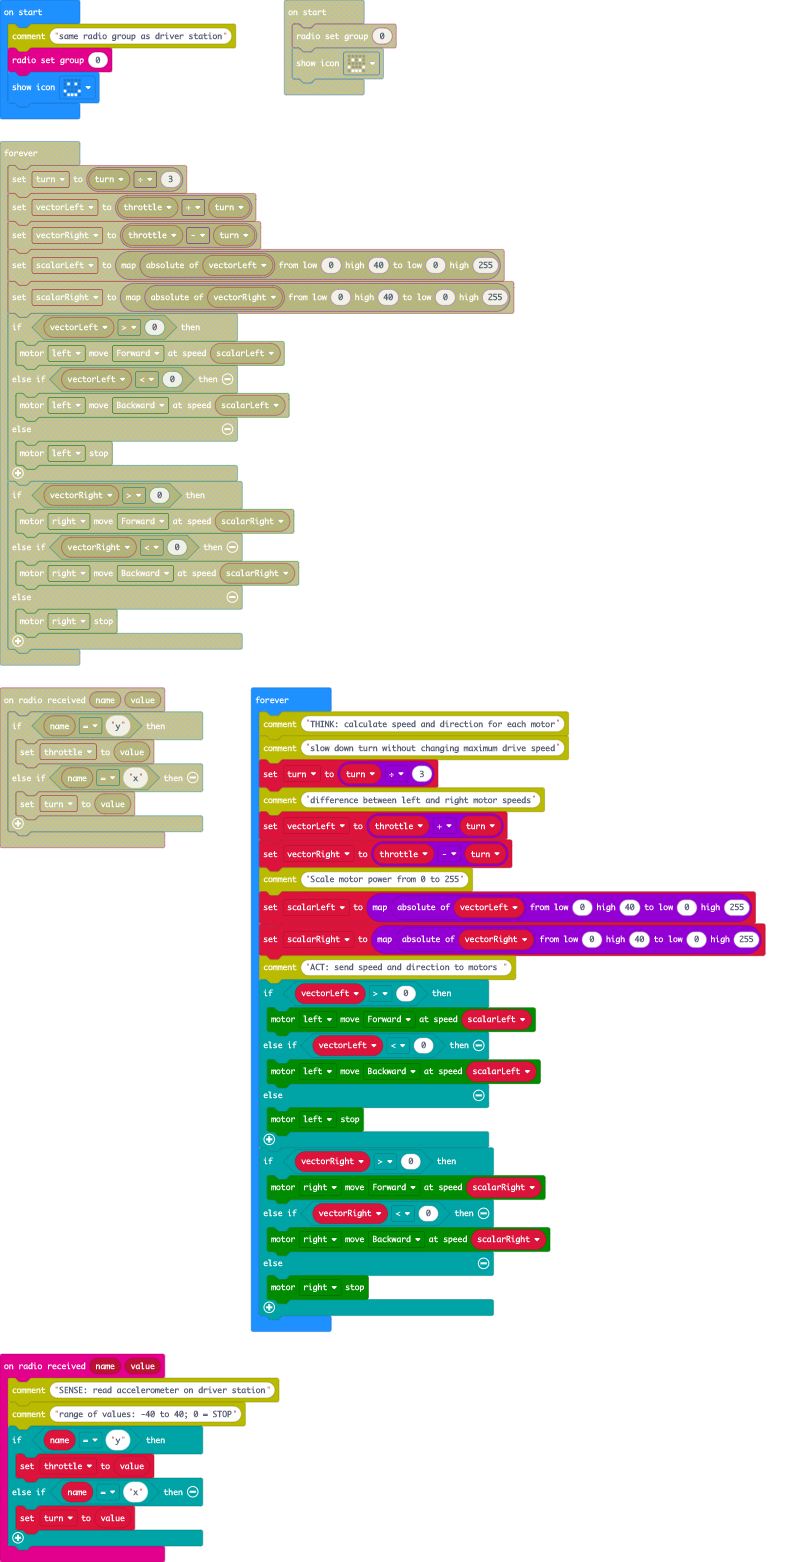 on start
comment "same radio group as driver station"
radio set group 0
show icon
on start
radio set group 0
show icon
forever
set turn to turn ÷ 3
set vectorLeft to throttle + turn
set vectorRight to throttle - turn
set scalarLeft to map absolute of vectorLeft from low 0 high 40 to low 0 high 255
set scalarRight to map absolute of vectorRight from low 0 high 40 to low 0 high 255
if vectorLeft > 0 then
motor left move Forward at speed scalarLeft
else if vectorLeft < 0 then
motor left move Backward at speed scalarLeft
else
motor left stop
if vectorRight > 0 then
motor right move Forward at speed scalarRight
else if vectorRight < 0 then
motor right move Backward at speed scalarRight
else
motor right stop
on radio received name value
if name = "y" then
set throttle to value
else if name = "x" then
set turn to value
forever
comment "THINK: calculate speed and direction for each motor"
comment "slow down turn without changing maximum drive speed"
set turn to turn ÷ 3
comment "difference between left and right motor speeds"
set vectorLeft to throttle + turn
set vectorRight to throttle - turn
comment "Scale motor power from 0 to 255"
set scalarLeft to map absolute of vectorLeft from low 0 high 40 to low 0 high 255
set scalarRight to map absolute of vectorRight from low 0 high 40 to low 0 high 255
comment "ACT: send speed and direction to motors "
if vectorLeft > 0 then
motor left move Forward at speed scalarLeft
else if vectorLeft < 0 then
motor left move Backward at speed scalarLeft
else
motor left stop
if vectorRight > 0 then
motor right move Forward at speed scalarRight
else if vectorRight < 0 then
motor right move Backward at speed scalarRight
else
motor right stop
on radio received name value
comment "SENSE: read accelerometer on driver station"
comment "range of values: -40 to 40; 0 = STOP"
if name = "y" then
set throttle to value
else if name = "x" then
set turn to value